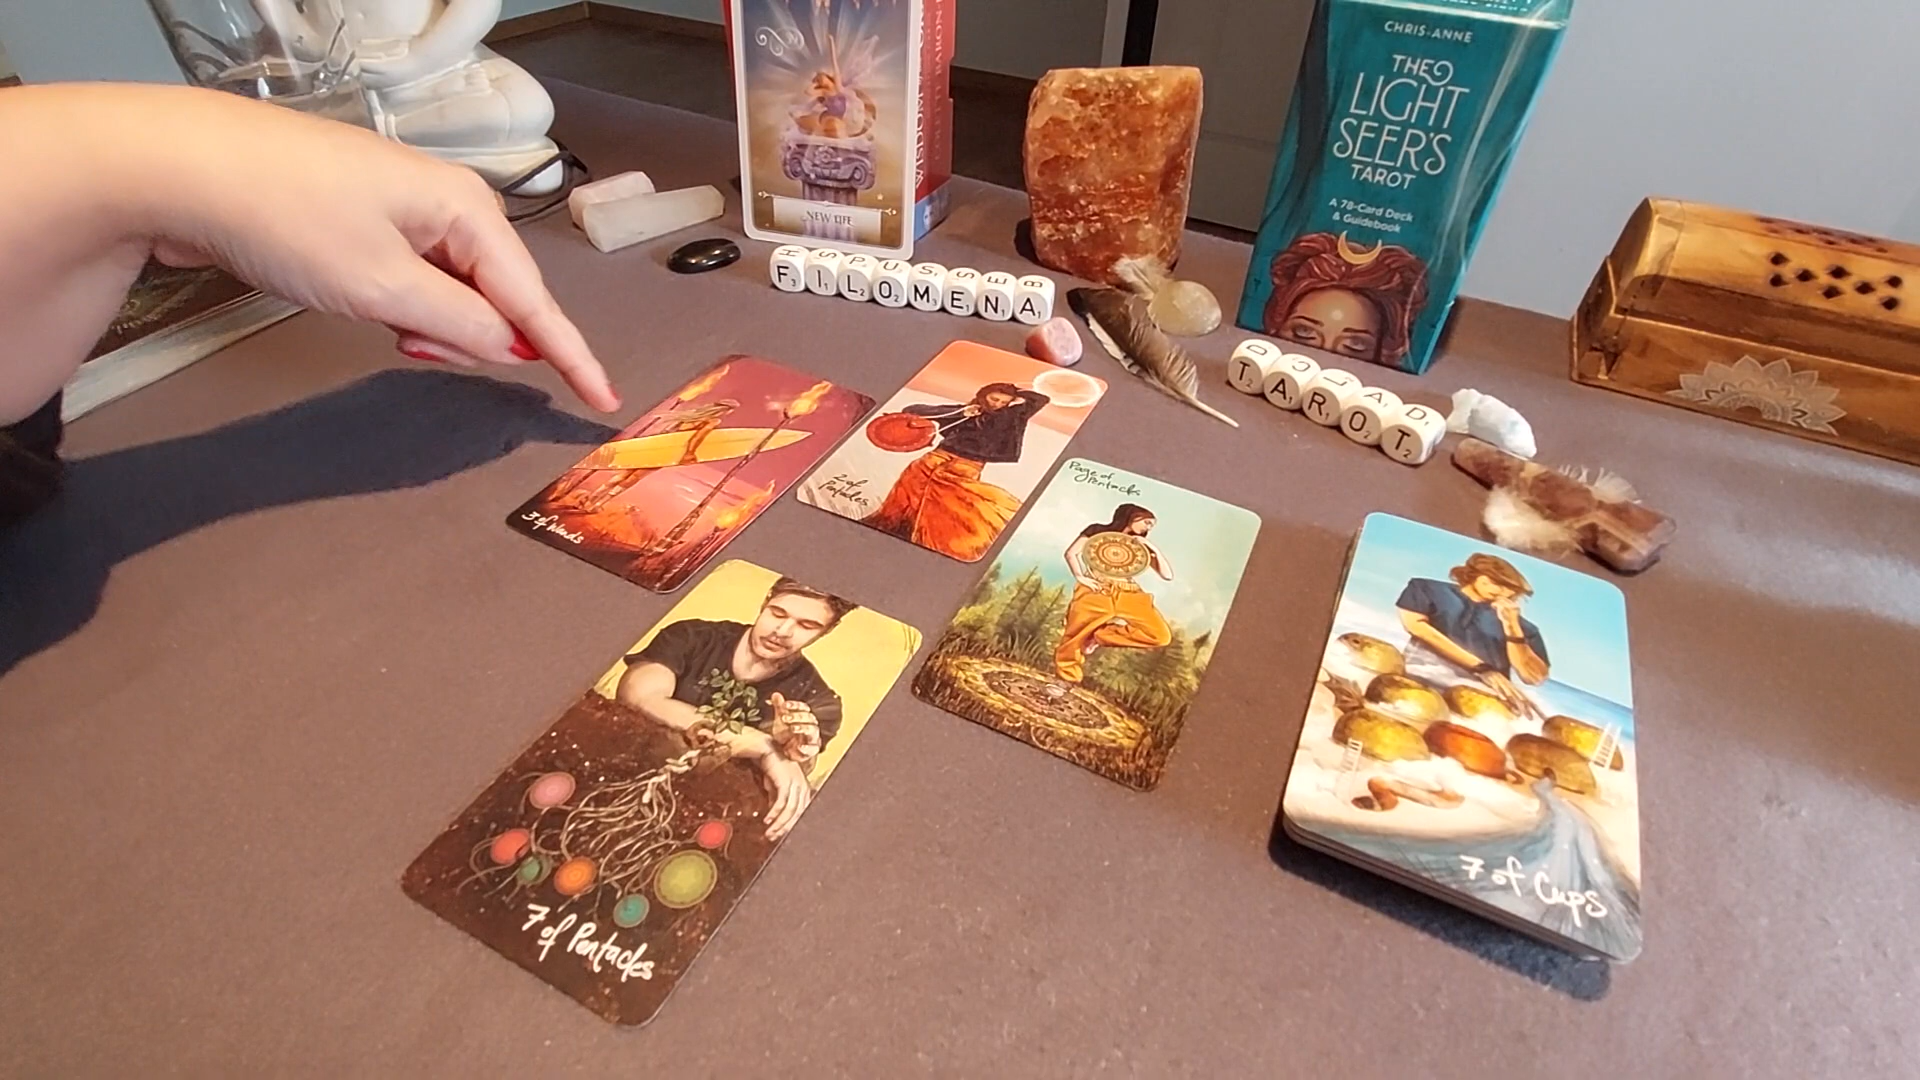 NEW LIFE
WISDOM
CHRIS-ANNE
THE
LIGHT
SEER'S
TAROT
A 78-Card Deck
& Guidebook
FILOMENA
TAROT
3 of Wands
2 of
Pentacles
Page of
Pentacles
7 of Pentacles
7 of Cups